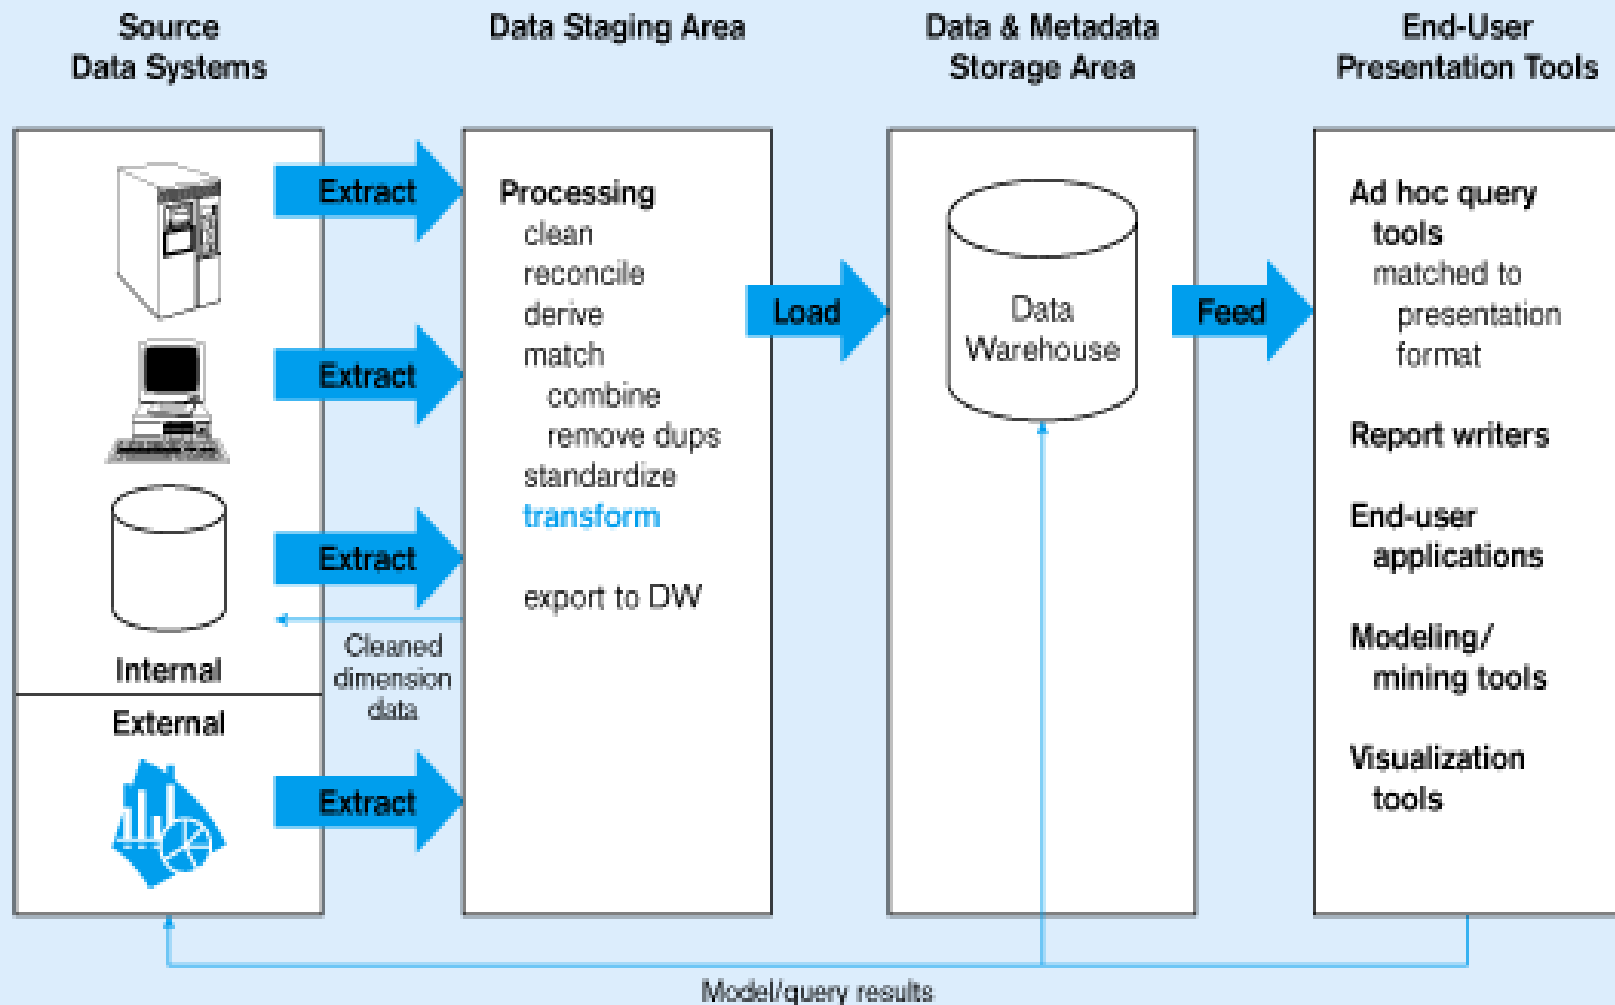 Source
Data Systems
Data Staging Area
Data & Metadata
Storage Area
End-User
Presentation Tools
Extract
Extract
Extract
Internal
External
Extract
Cleaned
dimension
data
Processing
clean
reconcile
derive
match
combine
remove dups
standardize
transform
export to DW
Load
Data
Warehouse
Feed
Ad hoc query
tools
matched to
presentation
format
Report writers
End-user
applications
Modeling/
mining tools
Visualization
tools
Model/query results